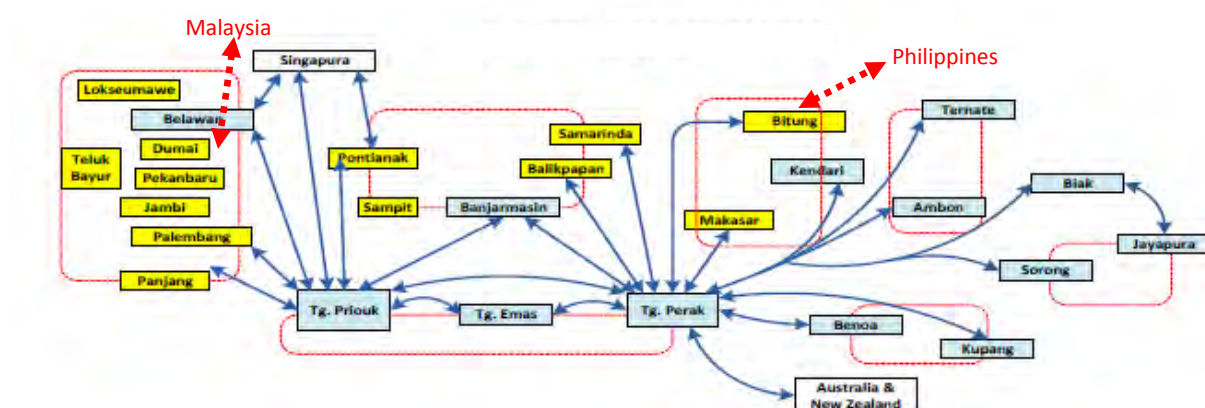 Malaysia
Singapura
Philippines
Lokseumawe
Belawan
Bitung
Ternate
Dumai
Samarinda
Teluk
Bayur
Pekanbaru
Pontianak
Balikpapan
Kendari
Biak
Jambi
Sampit
Banjarmasin
Makasar
Ambon
Palembang
Jayapura
Panjang
Sorong
Tg. Priouk
Tg. Emas
Tg. Perak
Benoa
Kupang
Australia &
New Zealand